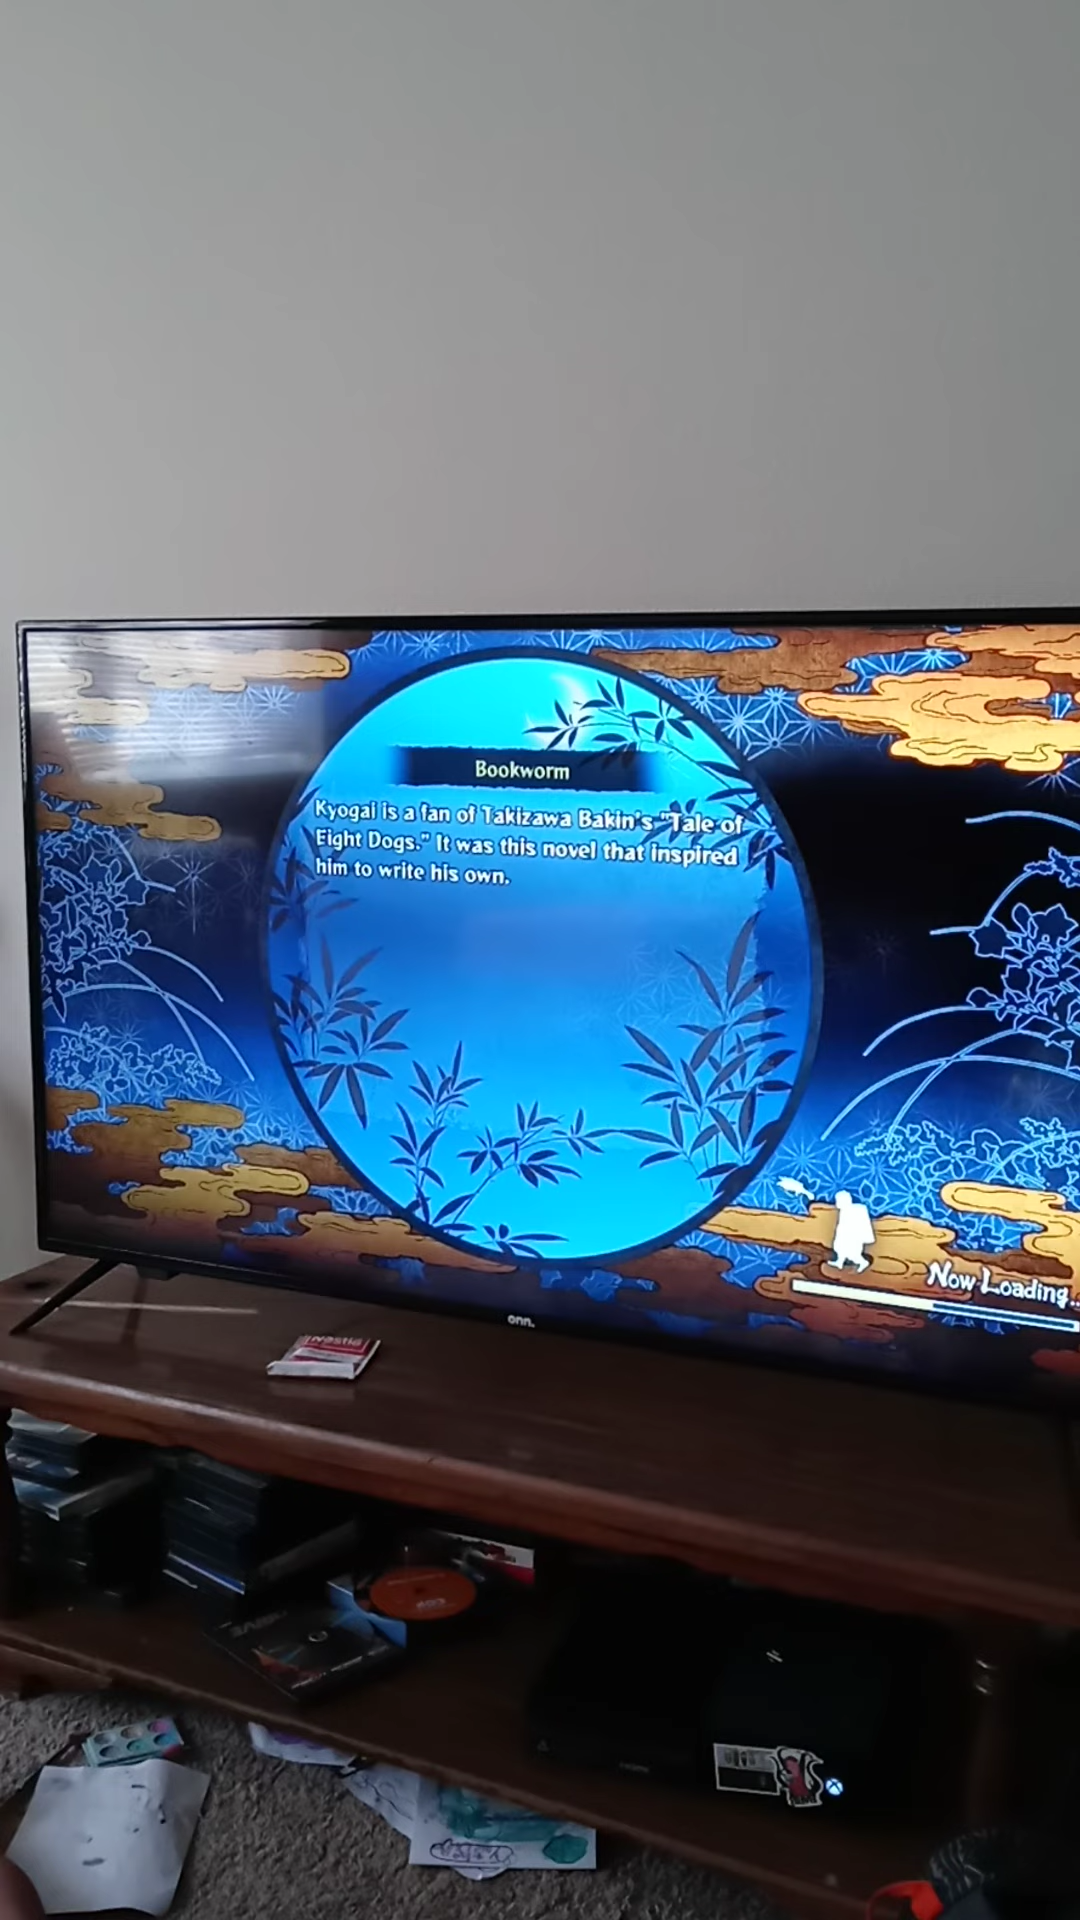 Bookworm
Kyogai is a fan of Takizawa Bakin's "Tale of
Eight Dogs." It was this novel that inspired
him to write his own.
Now Loading...
onn.
Nestlé